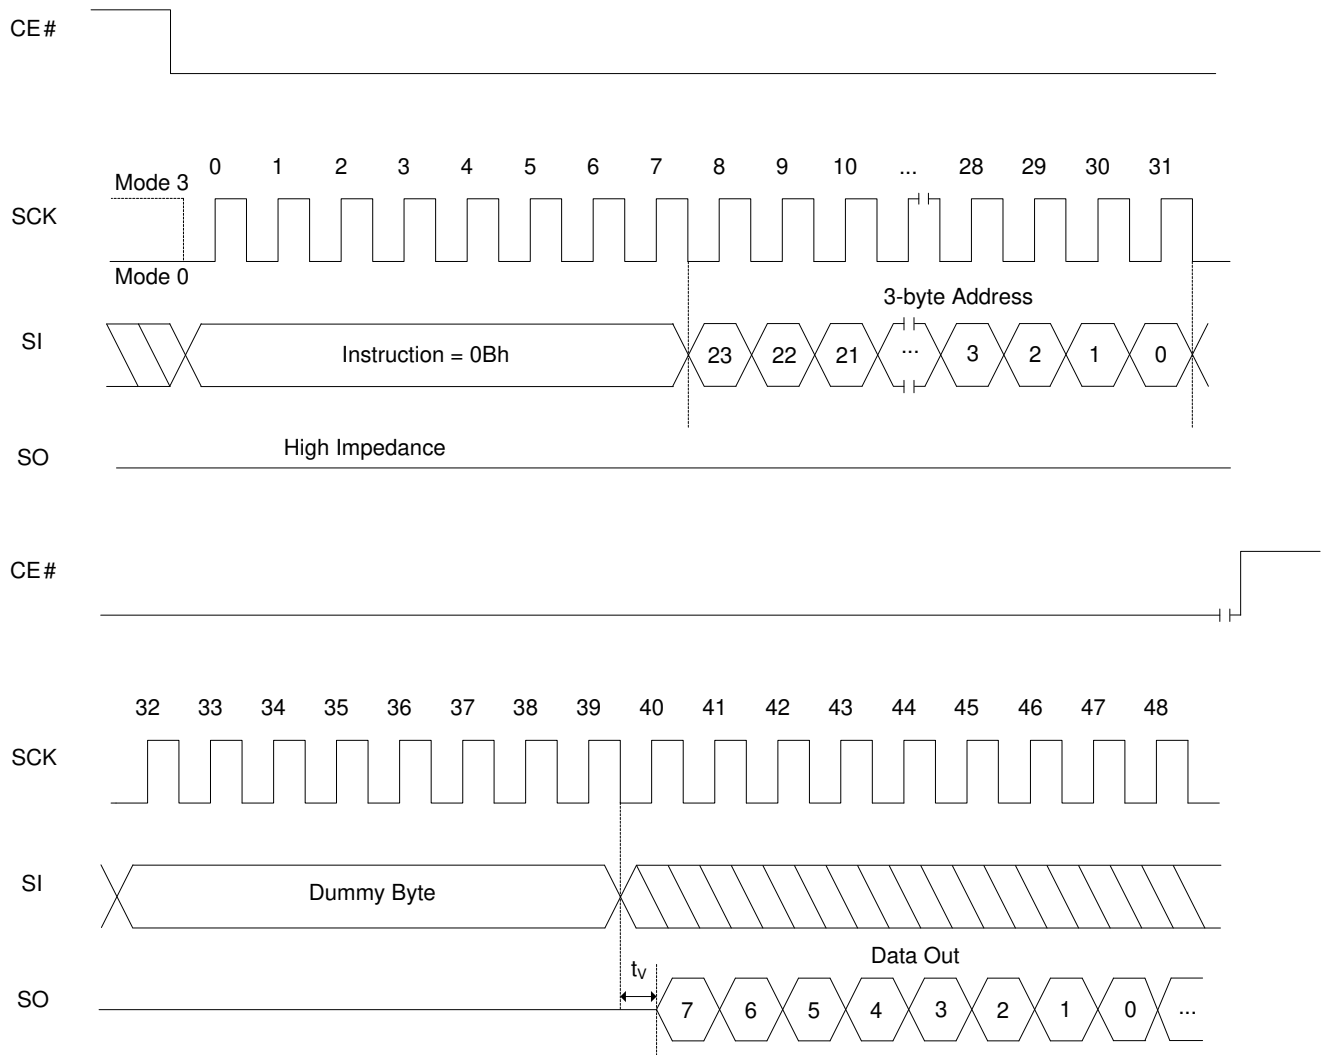 CE#
0 1 2 3 4 5 6 7 8 9 10 ... 28 29 30 31
Mode 3
SCK
Mode 0
3-byte Address
SI
Instruction = 0Bh
23 22 21 ... 3 2 1 0
High Impedance
SO
CE#
32 33 34 35 36 37 38 39 40 41 42 43 44 45 46 47 48
SCK
SI
Dummy Byte
Data Out
tV
SO
7 6 5 4 3 2 1 0 ...